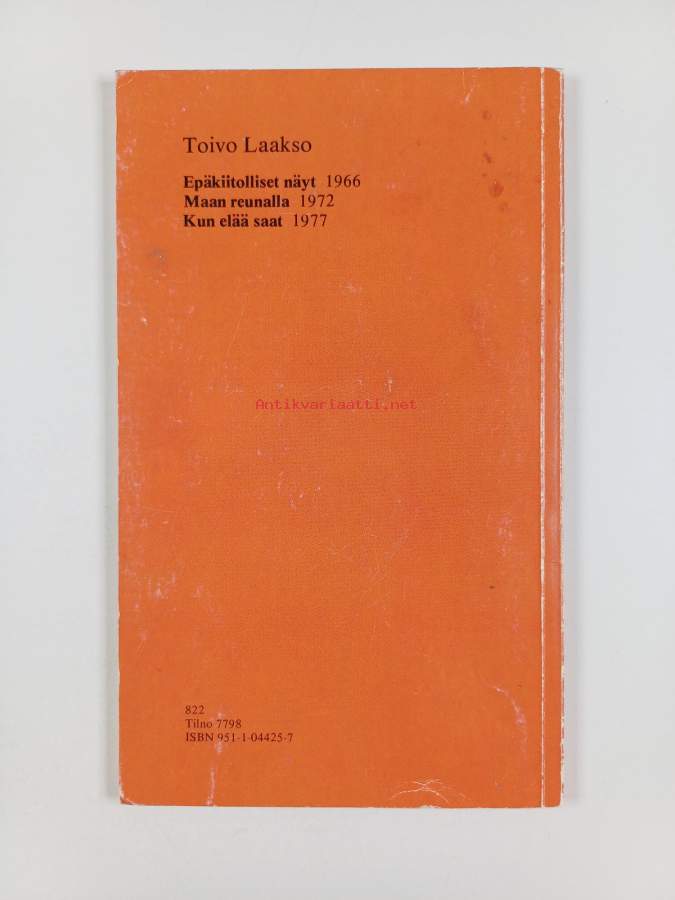 Toivo Laakso
Epäkiitolliset näyt 1966
Maan reunalla 1972
Kun elää saat 1977
Antikvariaatti.net
822
Tilno 7798
ISBN 951-1-04425-7